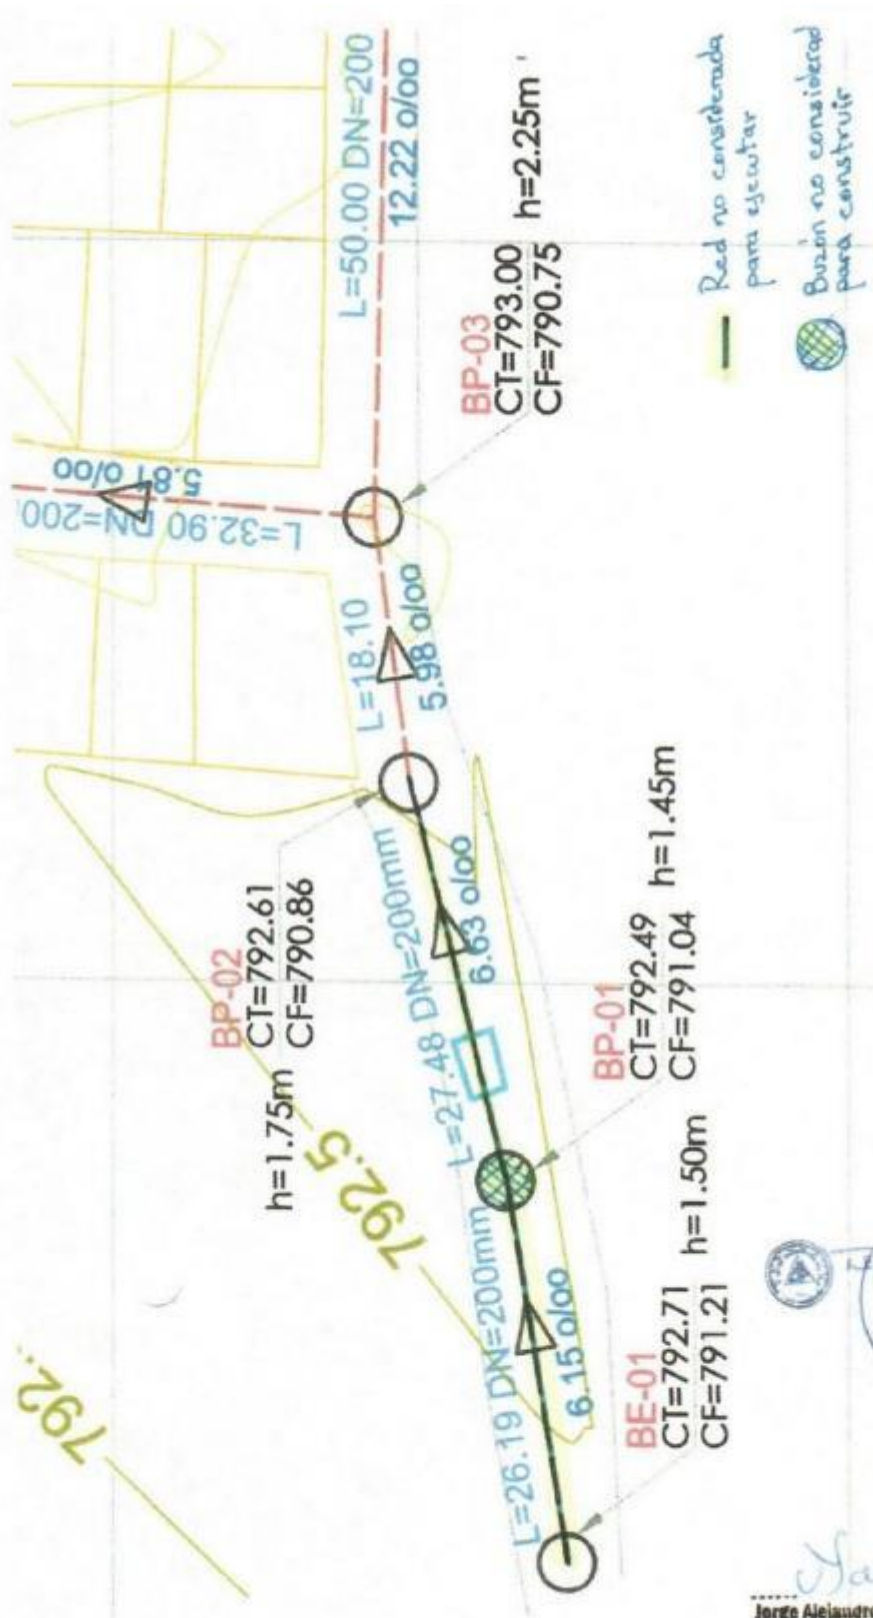 L=50.00 DN=200
12.22 o/oo
5.81 o/oo
L=32.90 DN=200
BP-03
CT=793.00
CF=790.75
h=2.25m
L=18.10
5.98 o/oo
Red no considerada
para ejecutar
Buzón no considerad
para construir
BP-02
CT=792.61
CF=790.86
h=1.75m
L=27.48 DN=200mm
6.63 o/oo
BP-01
CT=792.49
CF=791.04
h=1.45m
792.5
L=26.19 DN=200mm
6.15 o/oo
BE-01
CT=792.71
CF=791.21
h=1.50m
792.
Jorge Alejandro